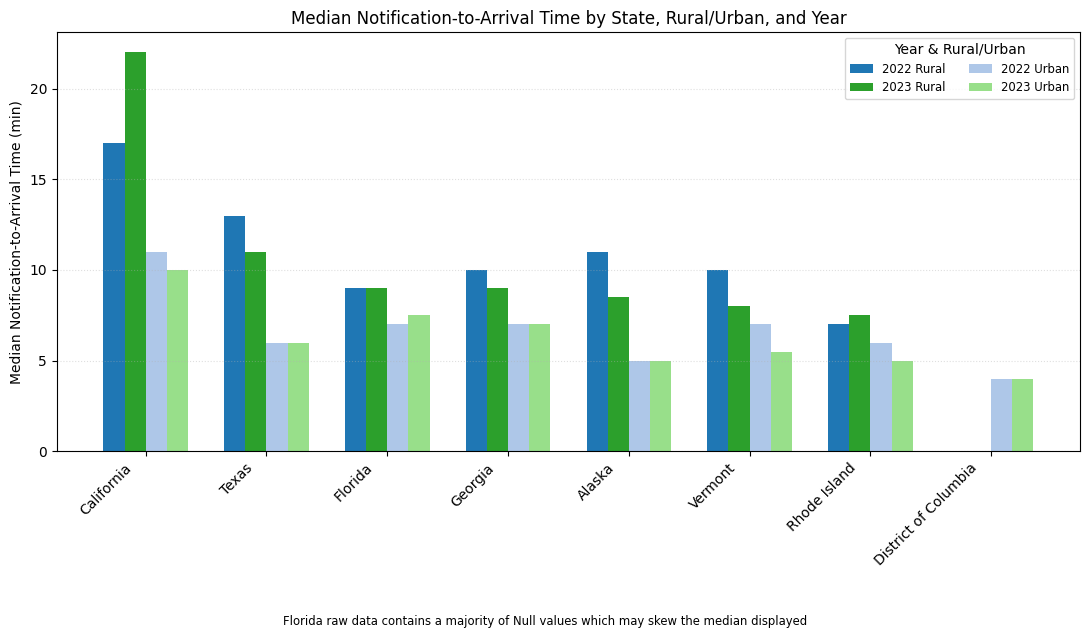 Median Notification-to-Arrival Time by State, Rural/Urban, and Year
Median Notification-to-Arrival Time (min)
20
15
10
5
0
Year & Rural/Urban
2022 Rural
2023 Rural
2022 Urban
2023 Urban
California
Texas
Florida
Georgia
Alaska
Vermont
Rhode Island
District of Columbia
Florida raw data contains a majority of Null values which may skew the median displayed